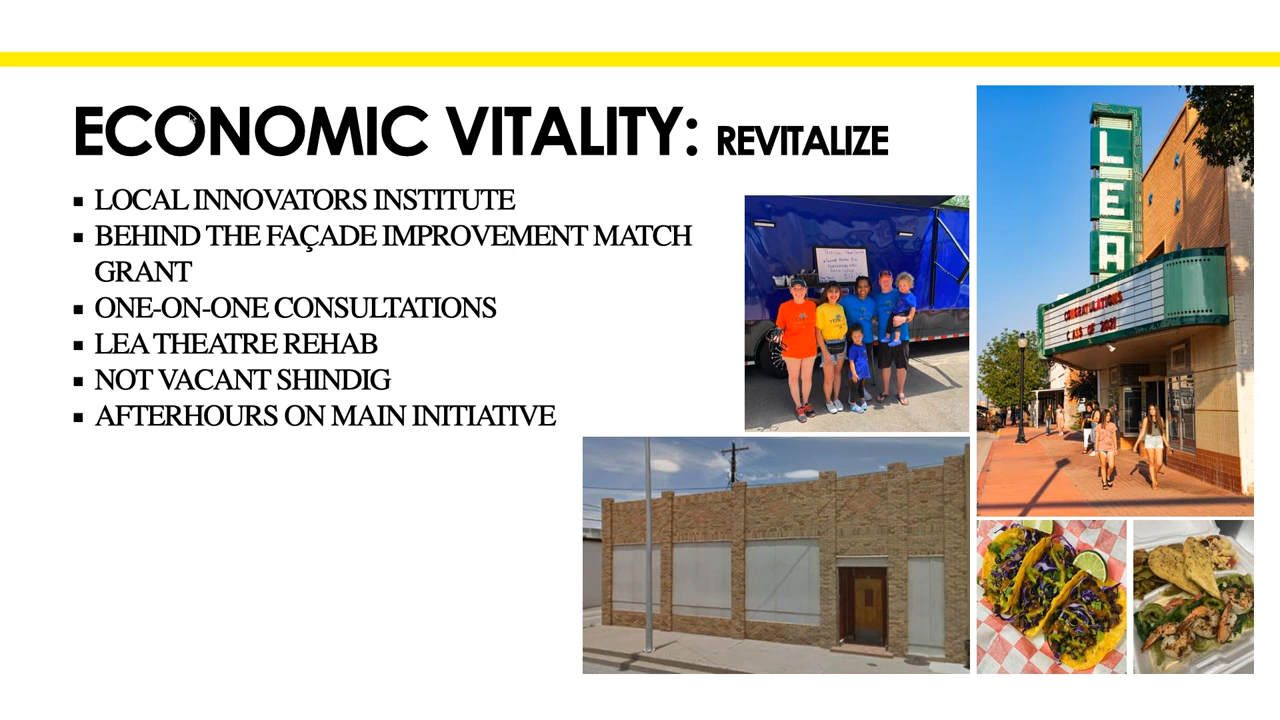 ECONOMIC VITALITY: REVITALIZE
▪ LOCAL INNOVATORS INSTITUTE
▪ BEHIND THE FAÇADE IMPROVEMENT MATCH
GRANT
▪ ONE-ON-ONE CONSULTATIONS
▪ LEA THEATRE REHAB
▪ NOT VACANT SHINDIG
▪ AFTERHOURS ON MAIN INITIATIVE
LEA
CONGRATULATIONS
CLASS OF 2021